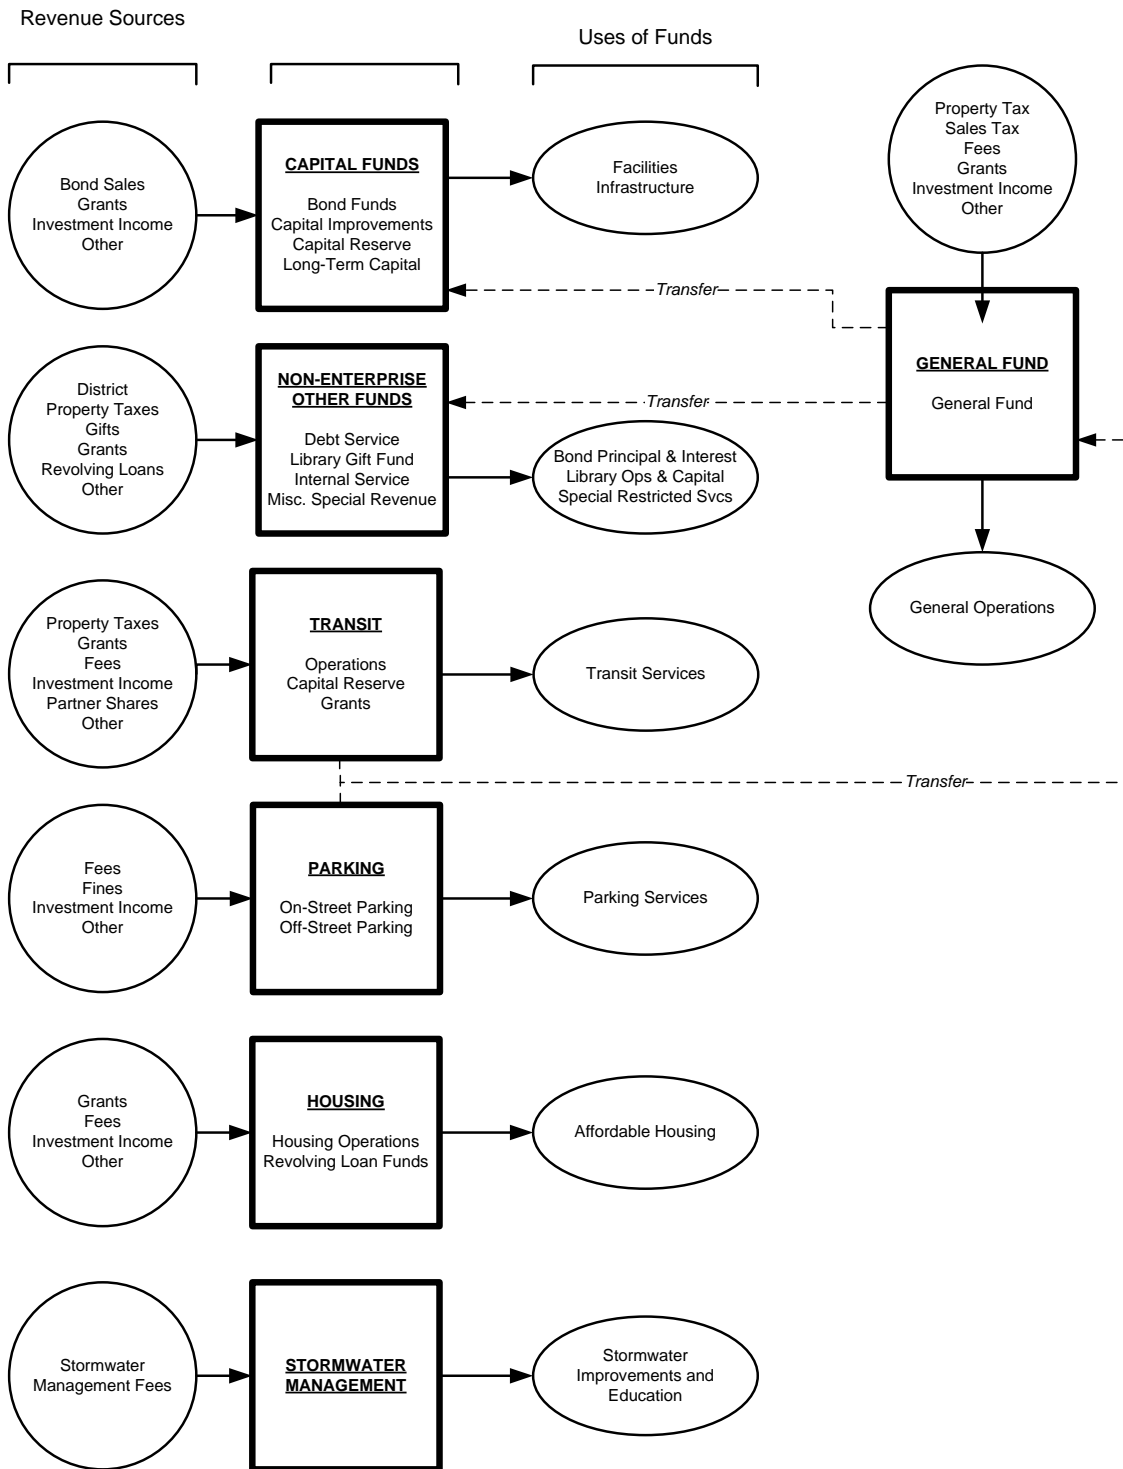 Revenue Sources
Uses of Funds
Bond Sales
Grants
Investment Income
Other
CAPITAL FUNDS
Bond Funds
Capital Improvements
Capital Reserve
Long-Term Capital
Facilities
Infrastructure
Property Tax
Sales Tax
Fees
Grants
Investment Income
Other
Transfer
GENERAL FUND
General Fund
District
Property Taxes
Gifts
Grants
Revolving Loans
Other
NON-ENTERPRISE
OTHER FUNDS
Debt Service
Library Gift Fund
Internal Service
Misc. Special Revenue
Transfer
Bond Principal & Interest
Library Ops & Capital
Special Restricted Svcs
General Operations
Property Taxes
Grants
Fees
Investment Income
Partner Shares
Other
TRANSIT
Operations
Capital Reserve
Grants
Transit Services
Transfer
Fees
Fines
Investment Income
Other
PARKING
On-Street Parking
Off-Street Parking
Parking Services
Grants
Fees
Investment Income
Other
HOUSING
Housing Operations
Revolving Loan Funds
Affordable Housing
Stormwater
Management Fees
STORMWATER
MANAGEMENT
Stormwater
Improvements and
Education